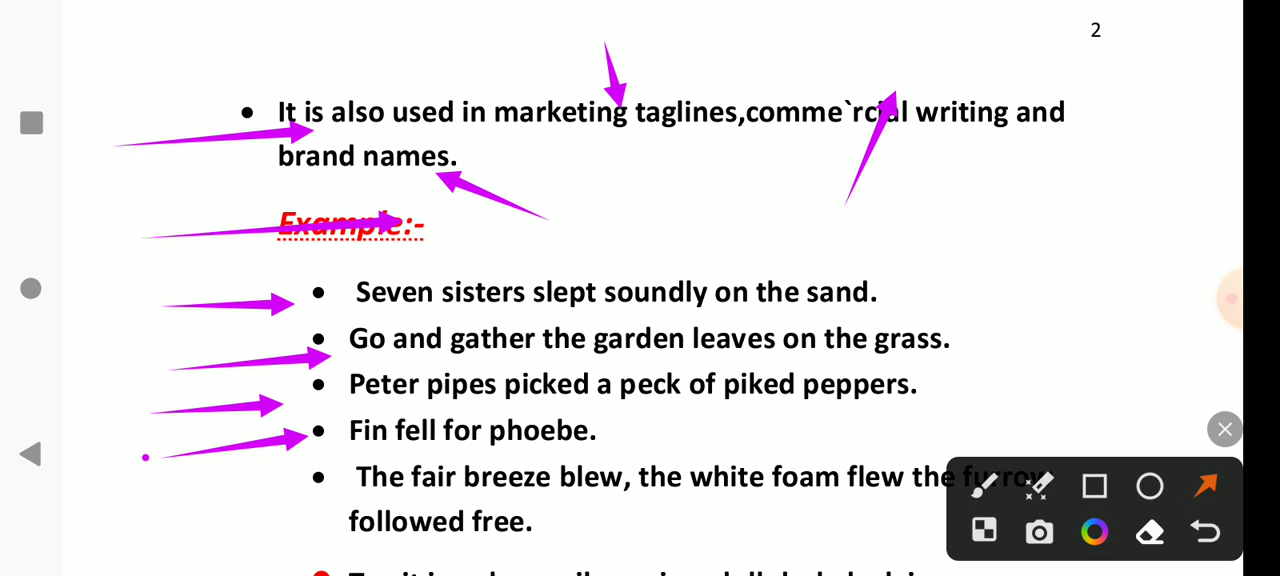 2
• It is also used in marketing taglines,comme`rcial writing and
brand names.
Example:-
• Seven sisters slept soundly on the sand.
• Go and gather the garden leaves on the grass.
• Peter pipes picked a peck of piked peppers.
• Fin fell for phoebe.
• The fair breeze blew, the white foam flew the furrow
followed free.